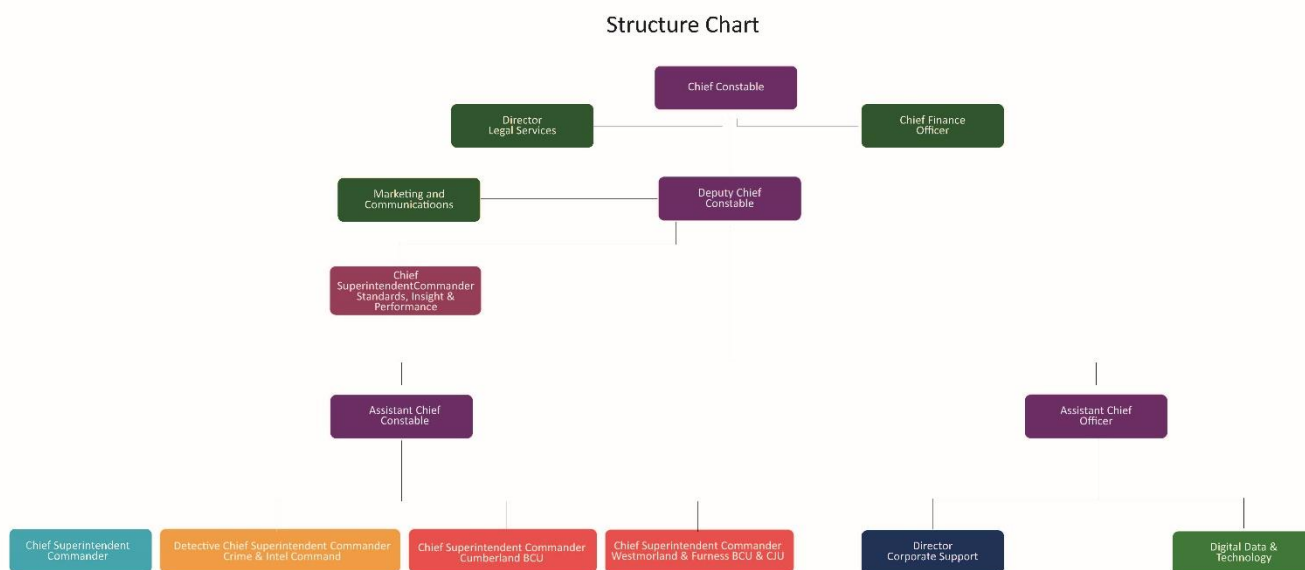 Structure Chart
Chief Constable
Director
Legal Services
Chief Finance
Officer
Marketing and
Communicatioons
Deputy Chief
Constable
Chief
SuperintendentCommander
Standards, Insight &
Performance
Assistant Chief
Constable
Assistant Chief
Officer
Chief Superintendent
Commander
Detective Chief Superintendent Commander
Crime & Intel Command
Chief Superintendent Commander
Cumberland BCU
Chief Superintendent Commander
Westmorland & Furness BCU & CJU
Director
Corporate Support
Digital Data &
Technology